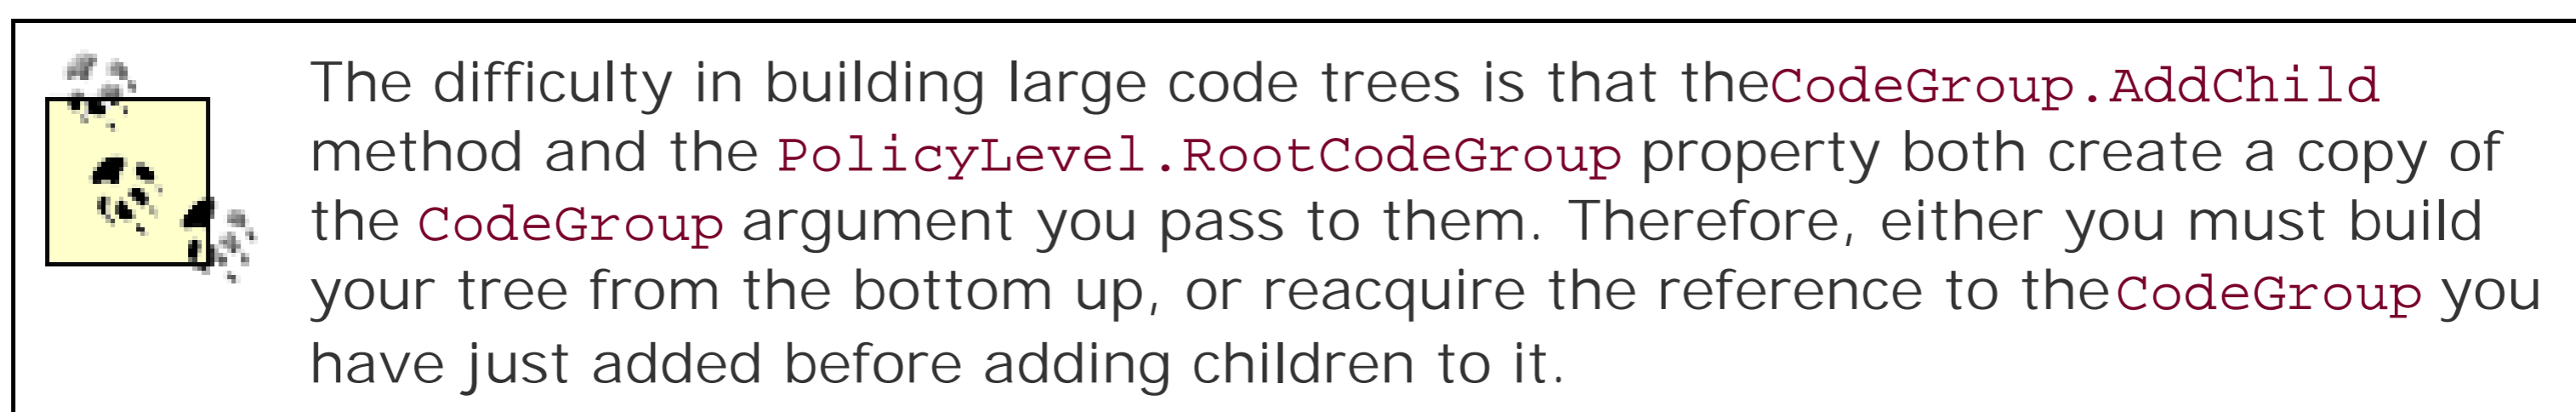 The difficulty in building large code trees is that theCodeGroup.AddChild
method and the PolicyLevel.RootCodeGroup property both create a copy of
the CodeGroup argument you pass to them. Therefore, either you must build
your tree from the bottom up, or reacquire the reference to theCodeGroup you
have just added before adding children to it.